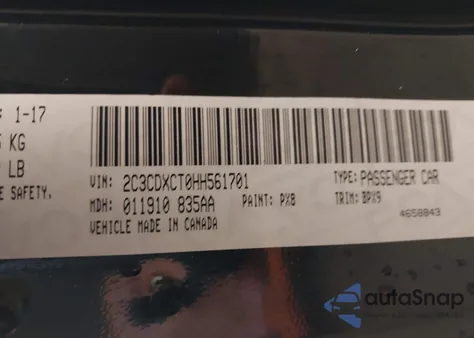 1-17
KG
LB
E SAFETY,
VIN: 2C3CDXCT0HH561701
TYPE: PASSENGER CAR
MDH: 011910 835AA
PAINT: PX8
TRIM: BPX9
VEHICLE MADE IN CANADA
4658843
autoSnap